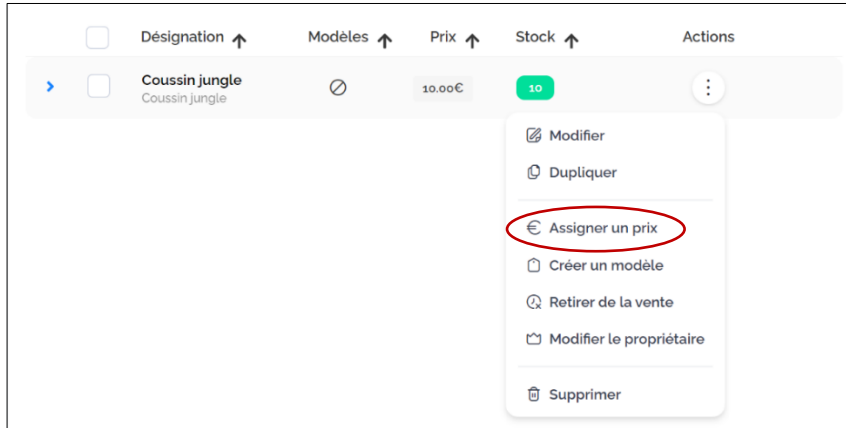 Désignation Modèles Prix Stock Actions
Coussin jungle 10.00€ 10
Coussin jungle
Modifier
Dupliquer
Assigner un prix
Créer un modèle
Retirer de la vente
Modifier le propriétaire
Supprimer